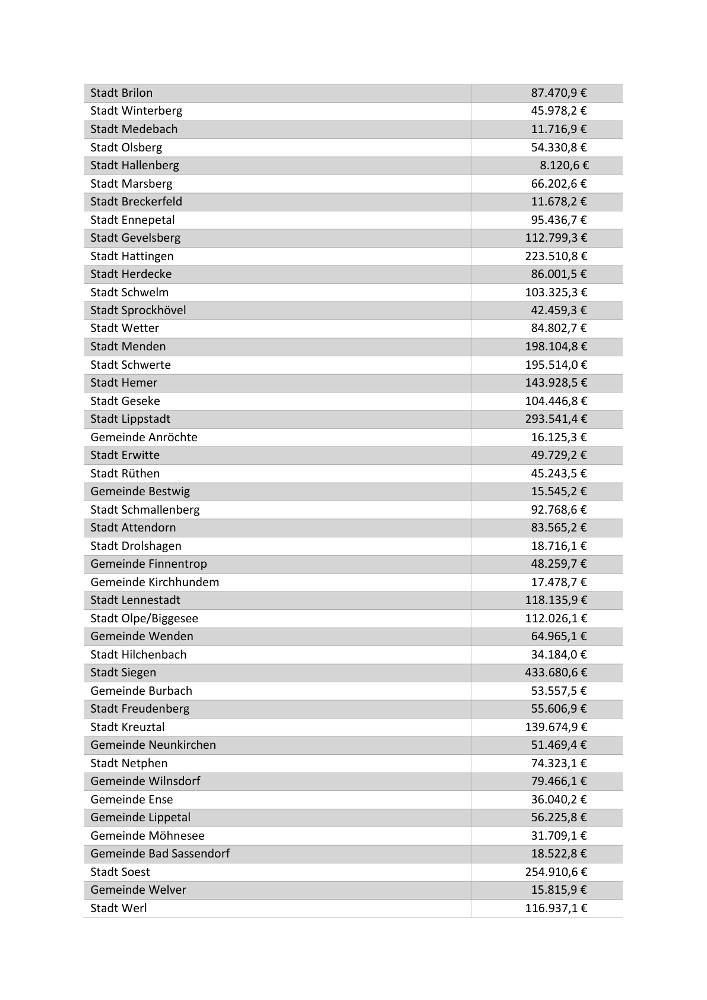 Stadt Brilon 87.470,9 €
Stadt Winterberg 45.978,2 €
Stadt Medebach 11.716,9 €
Stadt Olsberg 54.330,8 €
Stadt Hallenberg 8.120,6 €
Stadt Marsberg 66.202,6 €
Stadt Breckerfeld 11.678,2 €
Stadt Ennepetal 95.436,7 €
Stadt Gevelsberg 112.799,3 €
Stadt Hattingen 223.510,8 €
Stadt Herdecke 86.001,5 €
Stadt Schwelm 103.325,3 €
Stadt Sprockhövel 42.459,3 €
Stadt Wetter 84.802,7 €
Stadt Menden 198.104,8 €
Stadt Schwerte 195.514,0 €
Stadt Hemer 143.928,5 €
Stadt Geseke 104.446,8 €
Stadt Lippstadt 293.541,4 €
Gemeinde Anröchte 16.125,3 €
Stadt Erwitte 49.729,2 €
Stadt Rüthen 45.243,5 €
Gemeinde Bestwig 15.545,2 €
Stadt Schmallenberg 92.768,6 €
Stadt Attendorn 83.565,2 €
Stadt Drolshagen 18.716,1 €
Gemeinde Finnentrop 48.259,7 €
Gemeinde Kirchhundem 17.478,7 €
Stadt Lennestadt 118.135,9 €
Stadt Olpe/Biggesee 112.026,1 €
Gemeinde Wenden 64.965,1 €
Stadt Hilchenbach 34.184,0 €
Stadt Siegen 433.680,6 €
Gemeinde Burbach 53.557,5 €
Stadt Freudenberg 55.606,9 €
Stadt Kreuztal 139.674,9 €
Gemeinde Neunkirchen 51.469,4 €
Stadt Netphen 74.323,1 €
Gemeinde Wilnsdorf 79.466,1 €
Gemeinde Ense 36.040,2 €
Gemeinde Lippetal 56.225,8 €
Gemeinde Möhnesee 31.709,1 €
Gemeinde Bad Sassendorf 18.522,8 €
Stadt Soest 254.910,6 €
Gemeinde Welver 15.815,9 €
Stadt Werl 116.937,1 €